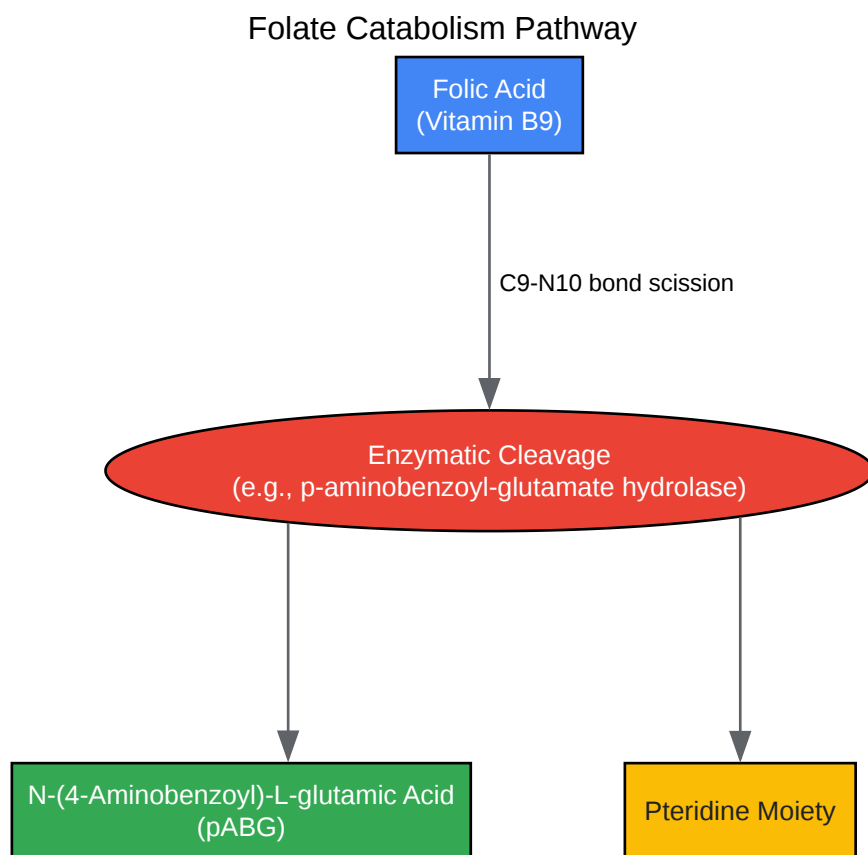 Folate Catabolism Pathway
Folic Acid
(Vitamin B9)
C9-N10 bond scission
Enzymatic Cleavage
(e.g., p-aminobenzoyl-glutamate hydrolase)
N-(4-Aminobenzoyl)-L-glutamic Acid
(pABG)
Pteridine Moiety